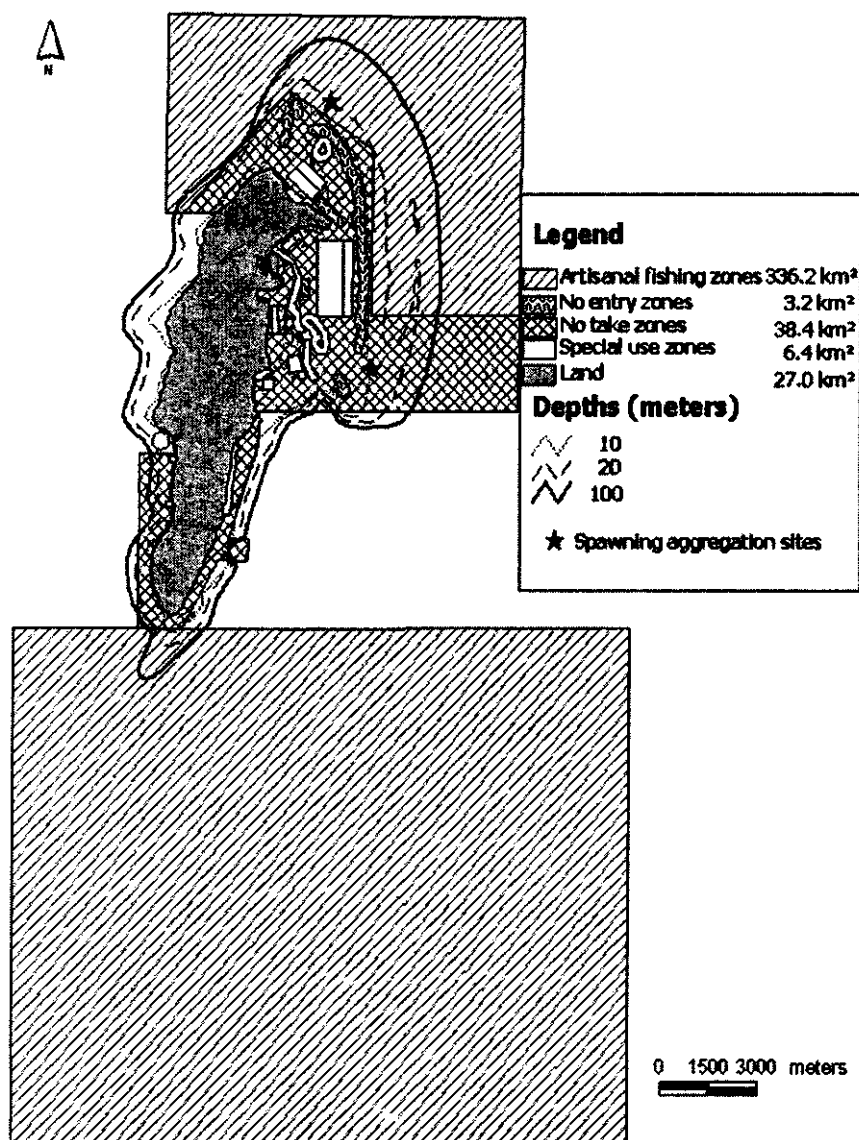 N
Legend
Artisanal fishing zones 336.2 km²
No entry zones 3.2 km²
No take zones 38.4 km²
Special use zones 6.4 km²
Land 27.0 km²
Depths (meters)
10
20
100
Spawning aggregation sites
0 1500 3000 meters